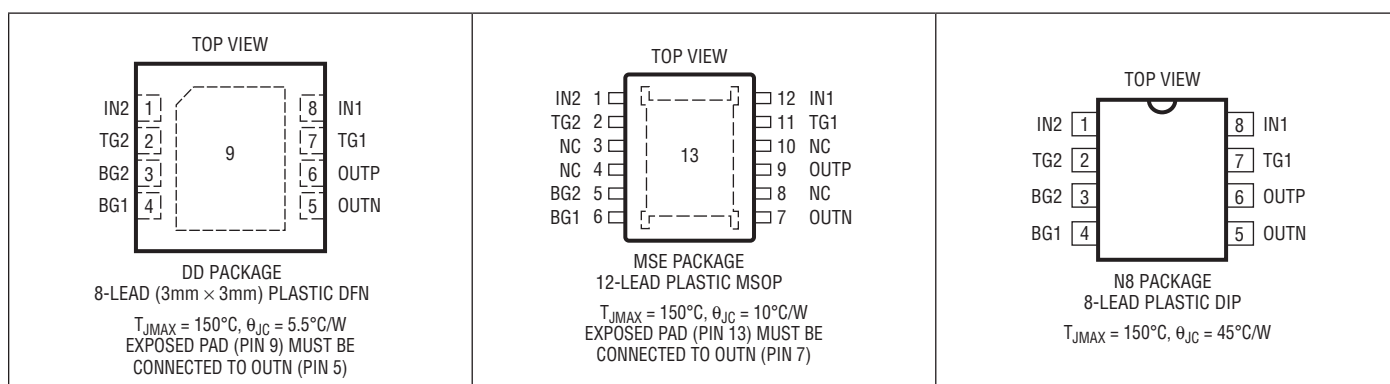 TOP VIEW
IN2 1
TG2 2
BG2 3
BG1 4
9
8 IN1
7 TG1
6 OUTP
5 OUTN
DD PACKAGE
8-LEAD (3mm × 3mm) PLASTIC DFN
TJMAX = 150°C, θJC = 5.5°C/W
EXPOSED PAD (PIN 9) MUST BE
CONNECTED TO OUTN (PIN 5)
TOP VIEW
IN2 1
TG2 2
NC 3
NC 4
BG2 5
BG1 6
13
12 IN1
11 TG1
10 NC
9 OUTP
8 NC
7 OUTN
MSE PACKAGE
12-LEAD PLASTIC MSOP
TJMAX = 150°C, θJC = 10°C/W
EXPOSED PAD (PIN 13) MUST BE
CONNECTED TO OUTN (PIN 7)
TOP VIEW
IN2 1
TG2 2
BG2 3
BG1 4
8 IN1
7 TG1
6 OUTP
5 OUTN
N8 PACKAGE
8-LEAD PLASTIC DIP
TJMAX = 150°C, θJC = 45°C/W